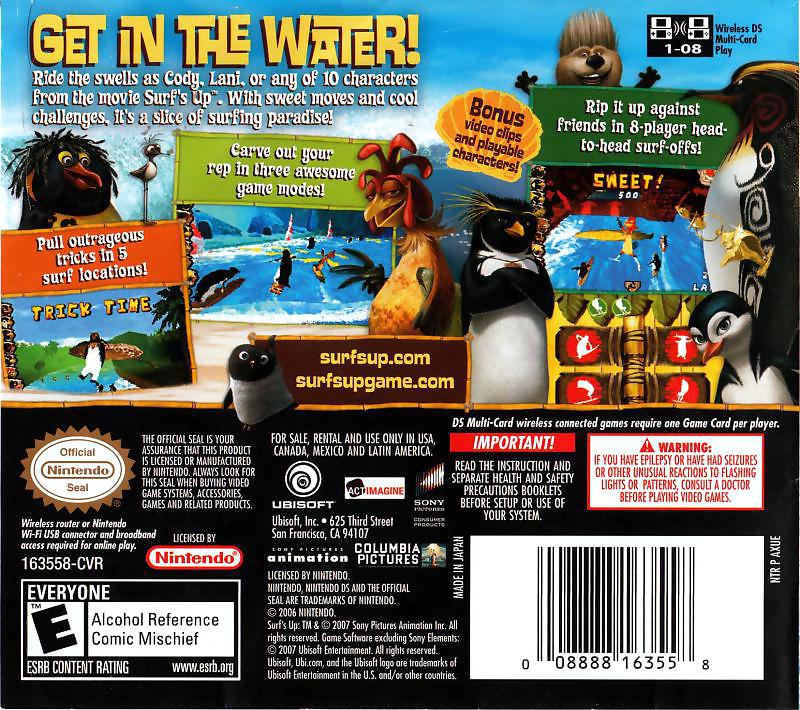 GET IN THE WATER!
Ride the swells as Cody, Lani, or any of 10 characters
from the movie Surf's Up™. With sweet moves and cool
challenges, it's a slice of surfing paradise!
Wireless DS
Multi-Card
Play
1-08
Bonus
video clips
and playable
characters!
Rip it up against
friends in 8-player head-
to-head surf-offs!
Carve out your
rep in three awesome
game modes!
SWEET!
500
LA
Pull outrageous
tricks in 5
surf locations!
TRICK TIME
surfsup.com
surfsupgame.com
DS Multi-Card wireless connected games require one Game Card per player.
Official
Nintendo®
Seal
®
THE OFFICIAL SEAL IS YOUR
ASSURANCE THAT THIS PRODUCT
IS LICENSED OR MANUFACTURED
BY NINTENDO. ALWAYS LOOK FOR
THIS SEAL WHEN BUYING VIDEO
GAME SYSTEMS, ACCESSORIES,
GAMES AND RELATED PRODUCTS.
Wireless router or Nintendo
Wi-Fi USB connector and broadband
access required for online play.
163558-CVR
LICENSED BY
Nintendo®
EVERYONE
™
E
Alcohol Reference
Comic Mischief
ESRB CONTENT RATING www.esrb.org
FOR SALE, RENTAL AND USE ONLY IN USA,
CANADA, MEXICO AND LATIN AMERICA.
UBISOFT
ACTIMAGINE
SONY
PICTURES
CONSUMER
PRODUCTS
Ubisoft, Inc. • 625 Third Street
San Francisco, CA 94107
SONY PICTURES
animation
COLUMBIA
PICTURES
LICENSED BY NINTENDO.
NINTENDO, NINTENDO DS AND THE OFFICIAL
SEAL ARE TRADEMARKS OF NINTENDO.
© 2006 NINTENDO.
Surf's Up: TM & © 2007 Sony Pictures Animation Inc. All
rights reserved. Game Software excluding Sony Elements:
© 2007 Ubisoft Entertainment. All rights reserved.
Ubisoft, Ubi.com, and the Ubisoft logo are trademarks of
Ubisoft Entertainment in the U.S. and/or other countries.
IMPORTANT!
READ THE INSTRUCTION AND
SEPARATE HEALTH AND SAFETY
PRECAUTIONS BOOKLETS
BEFORE SETUP OR USE OF
YOUR SYSTEM.
WARNING:
IF YOU HAVE EPILEPSY OR HAVE HAD SEIZURES
OR OTHER UNUSUAL REACTIONS TO FLASHING
LIGHTS OR PATTERNS, CONSULT A DOCTOR
BEFORE PLAYING VIDEO GAMES.
MADE IN JAPAN
NTR P AXUE
0 08888 16355 8